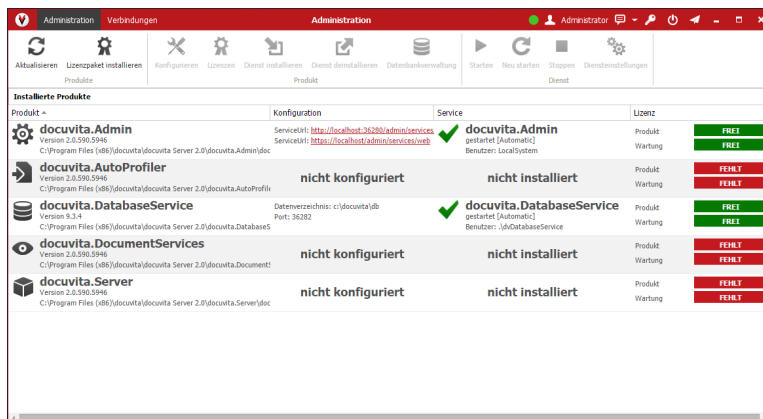 Administration Verbindungen Administration Administrator
Aktualisieren Lizenzpaket installieren Konfigurieren Lizenzen Dienst installieren Dienst deinstallieren Datenbankverwaltung Starten Neu starten Stoppen Diensteinstellungen
Produkte Produkt Dienst
Installierte Produkte
Produkt Konfiguration Service Lizenz
docuvita.Admin
Version 2.0.590.5946
C:\Program Files (x86)\docuvita\docuvita Server 2.0\docuvita.Admin\doc
ServiceUrl: http://localhost:36280/admin/services
ServiceUrl: https://localhost/admin/services/web
docuvita.Admin
gestartet [Automatic]
Benutzer: LocalSystem
Produkt FREI
Wartung FREI
docuvita.AutoProfiler
Version 2.0.590.5946
C:\Program Files (x86)\docuvita\docuvita Server 2.0\docuvita.AutoProfile
nicht konfiguriert
nicht installiert
Produkt FEHLT
Wartung FEHLT
docuvita.DatabaseService
Version 9.3.4
C:\Program Files (x86)\docuvita\docuvita Server 2.0\docuvita.DatabaseS
Datenverzeichnis: c:\docuvita\db
Port: 36282
docuvita.DatabaseService
gestartet [Automatic]
Benutzer: .\dvDatabaseService
Produkt FREI
Wartung FREI
docuvita.DocumentServices
Version 2.0.590.5946
C:\Program Files (x86)\docuvita\docuvita Server 2.0\docuvita.Document
nicht konfiguriert
nicht installiert
Produkt FEHLT
Wartung FEHLT
docuvita.Server
Version 2.0.590.5946
C:\Program Files (x86)\docuvita\docuvita Server 2.0\docuvita.Server\doc
nicht konfiguriert
nicht installiert
Produkt FEHLT
Wartung FEHLT